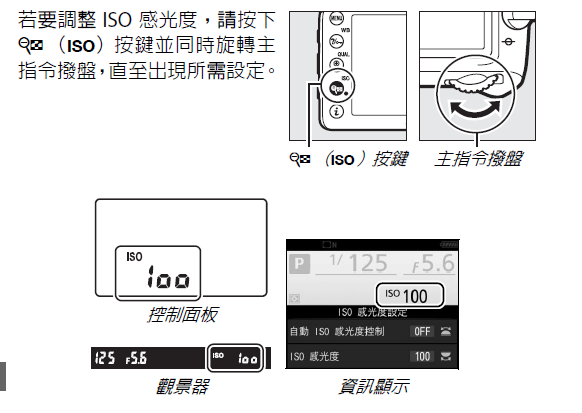 若要調整 ISO 感光度，請按下
（ISO）按鍵並同時旋轉主
指令撥盤，直至出現所需設定。
MENU
WB
QUAL
ISO
i
（ISO）按鍵
主指令撥盤
ISO
100
控制面板
125 F5.6 ISO 100
觀景器
P 1/125 F5.6
ISO 100
ISO 感光度設定
自動 ISO 感光度控制 OFF
ISO 感光度 100
資訊顯示